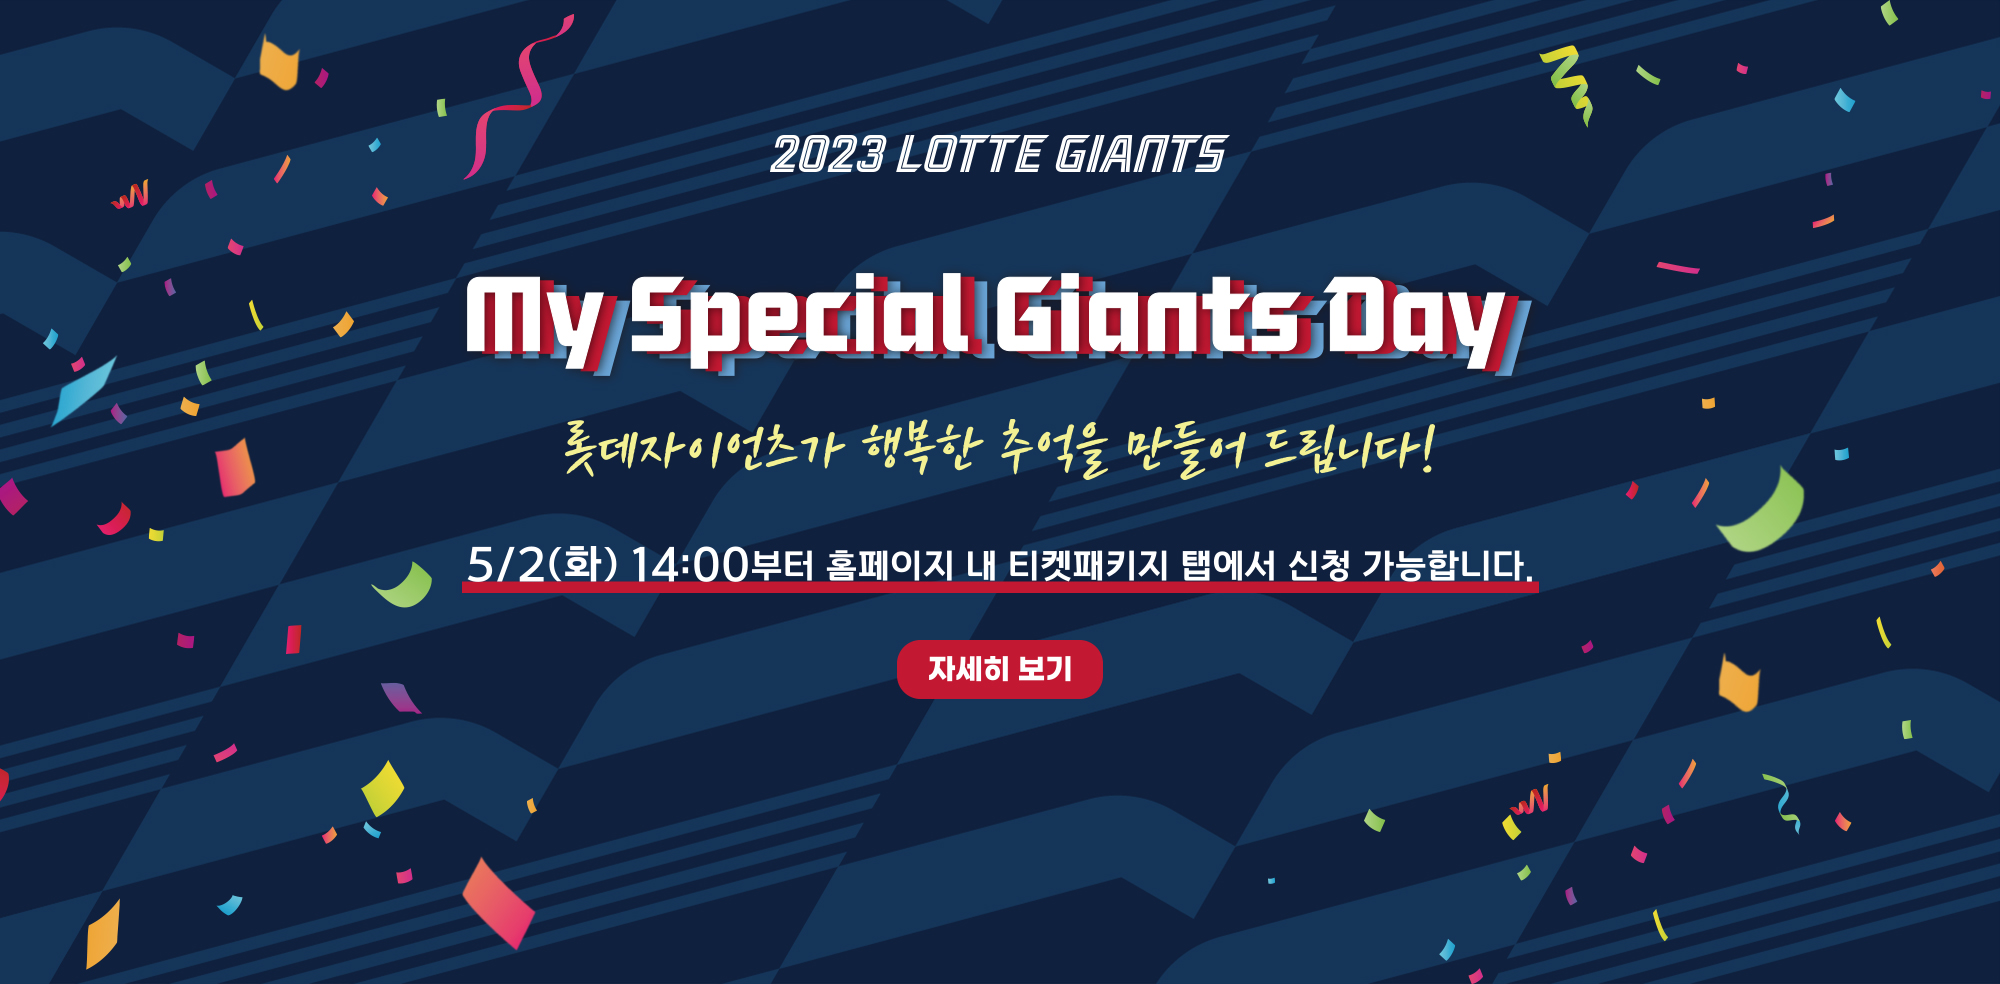 2023 LOTTE GIANTS
My Special Giants Day
롯데자이언츠가 행복한 추억을 만들어 드립니다!
5/2(화) 14:00부터 홈페이지 내 티켓패키지 탭에서 신청 가능합니다.
자세히 보기